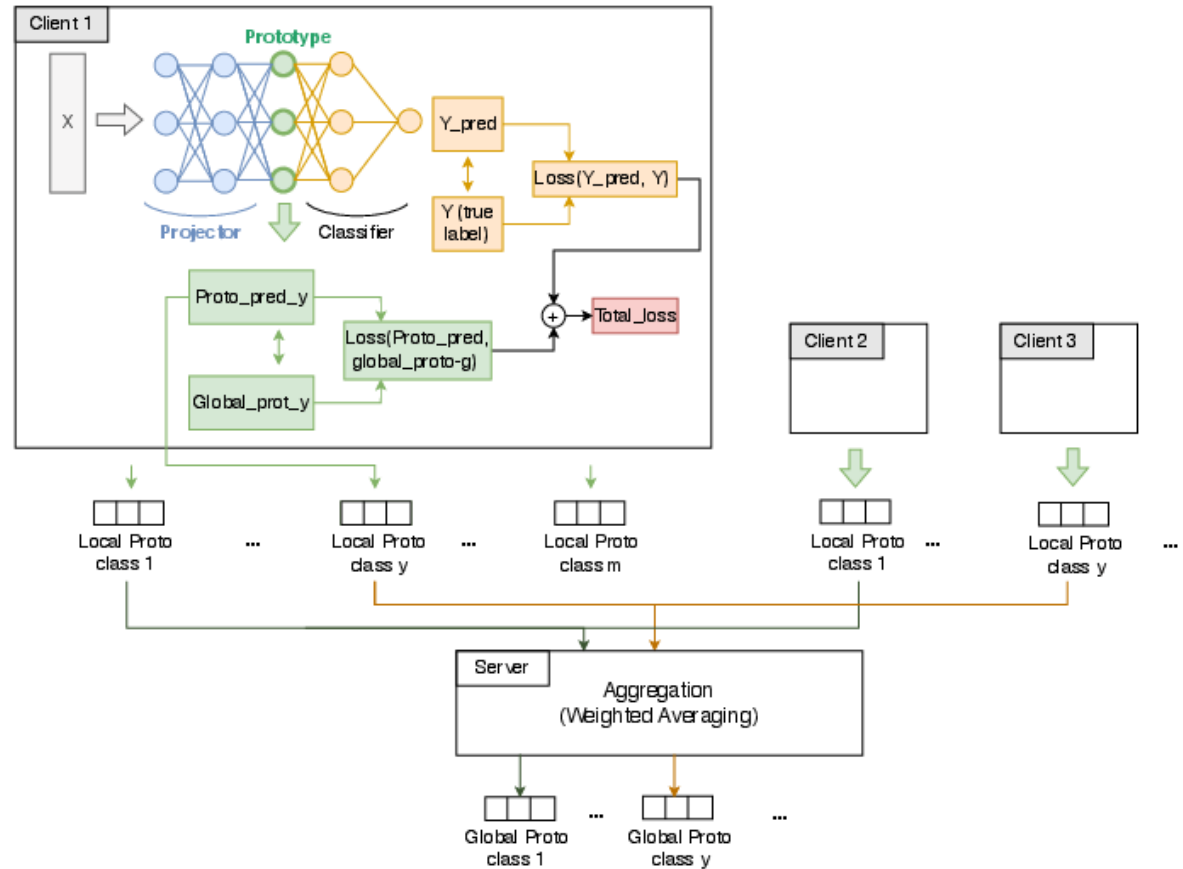 Client 1
Prototype
X
Y_pred
Loss(Y_pred, Y)
Y (true
label)
Projector
Classifier
Proto_pred_y
+
Total_loss
Loss(Proto_pred,
global_proto-g)
Global_prot_y
Client 2
Client 3
Local Proto
class 1
...
Local Proto
class y
...
Local Proto
class m
Local Proto
class 1
...
Local Proto
class y
...
Server
Aggregation
(Weighted Averaging)
Global Proto
class 1
...
Global Proto
class y
...